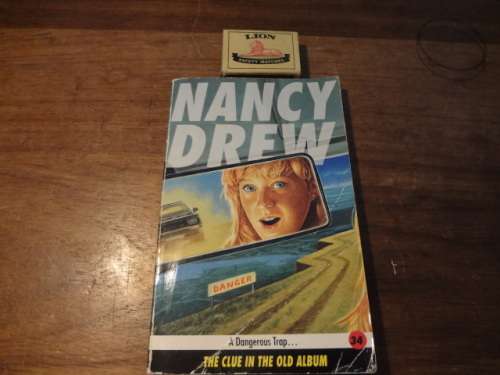 LION
SAFETY MATCHES
NANCY
DREW
DANGER
A Dangerous Trap...
34
THE CLUE IN THE OLD ALBUM